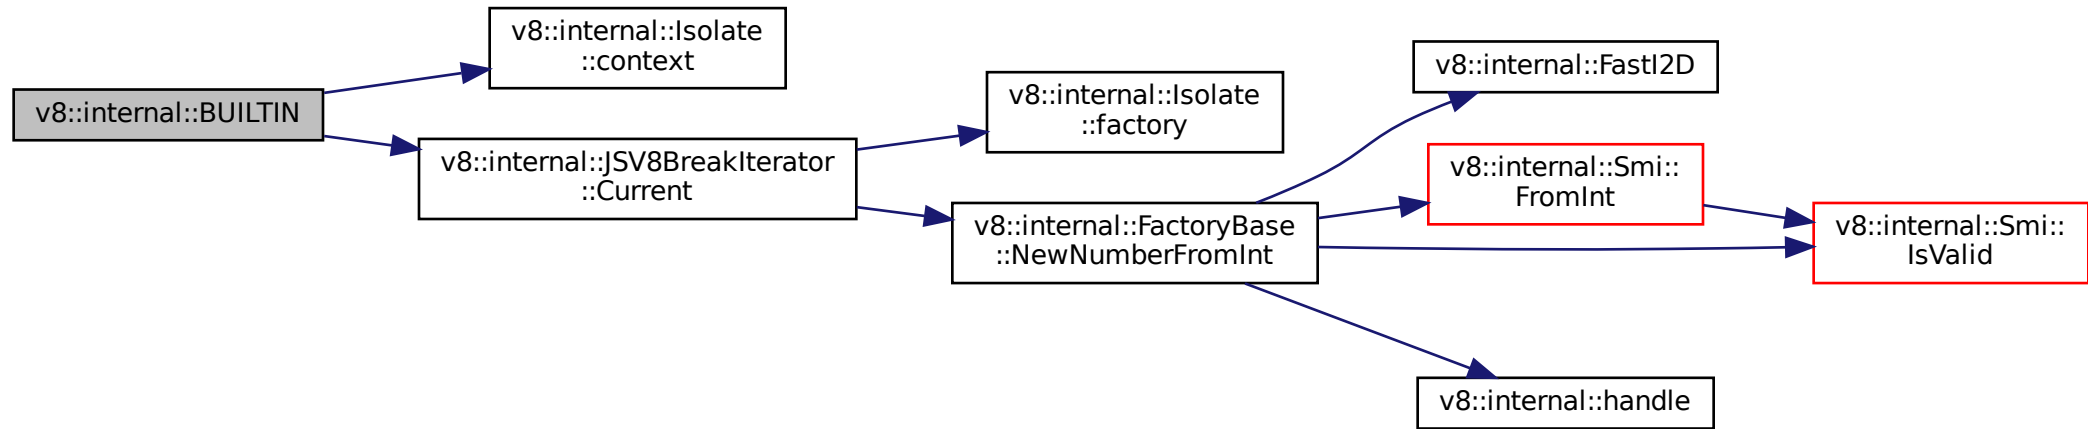 v8::internal::BUILTIN
v8::internal::Isolate
::context
v8::internal::JSV8BreakIterator
::Current
v8::internal::Isolate
::factory
v8::internal::FactoryBase
::NewNumberFromInt
v8::internal::FastI2D
v8::internal::Smi::
FromInt
v8::internal::Smi::
IsValid
v8::internal::handle